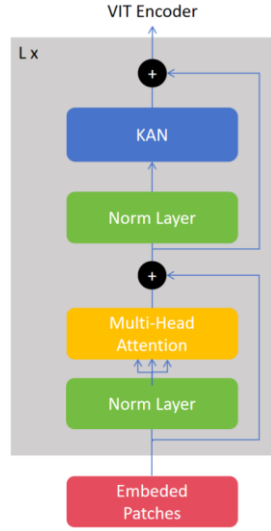 VIT Encoder
L x
+
KAN
Norm Layer
+
Multi-Head
Attention
Norm Layer
Embeded
Patches